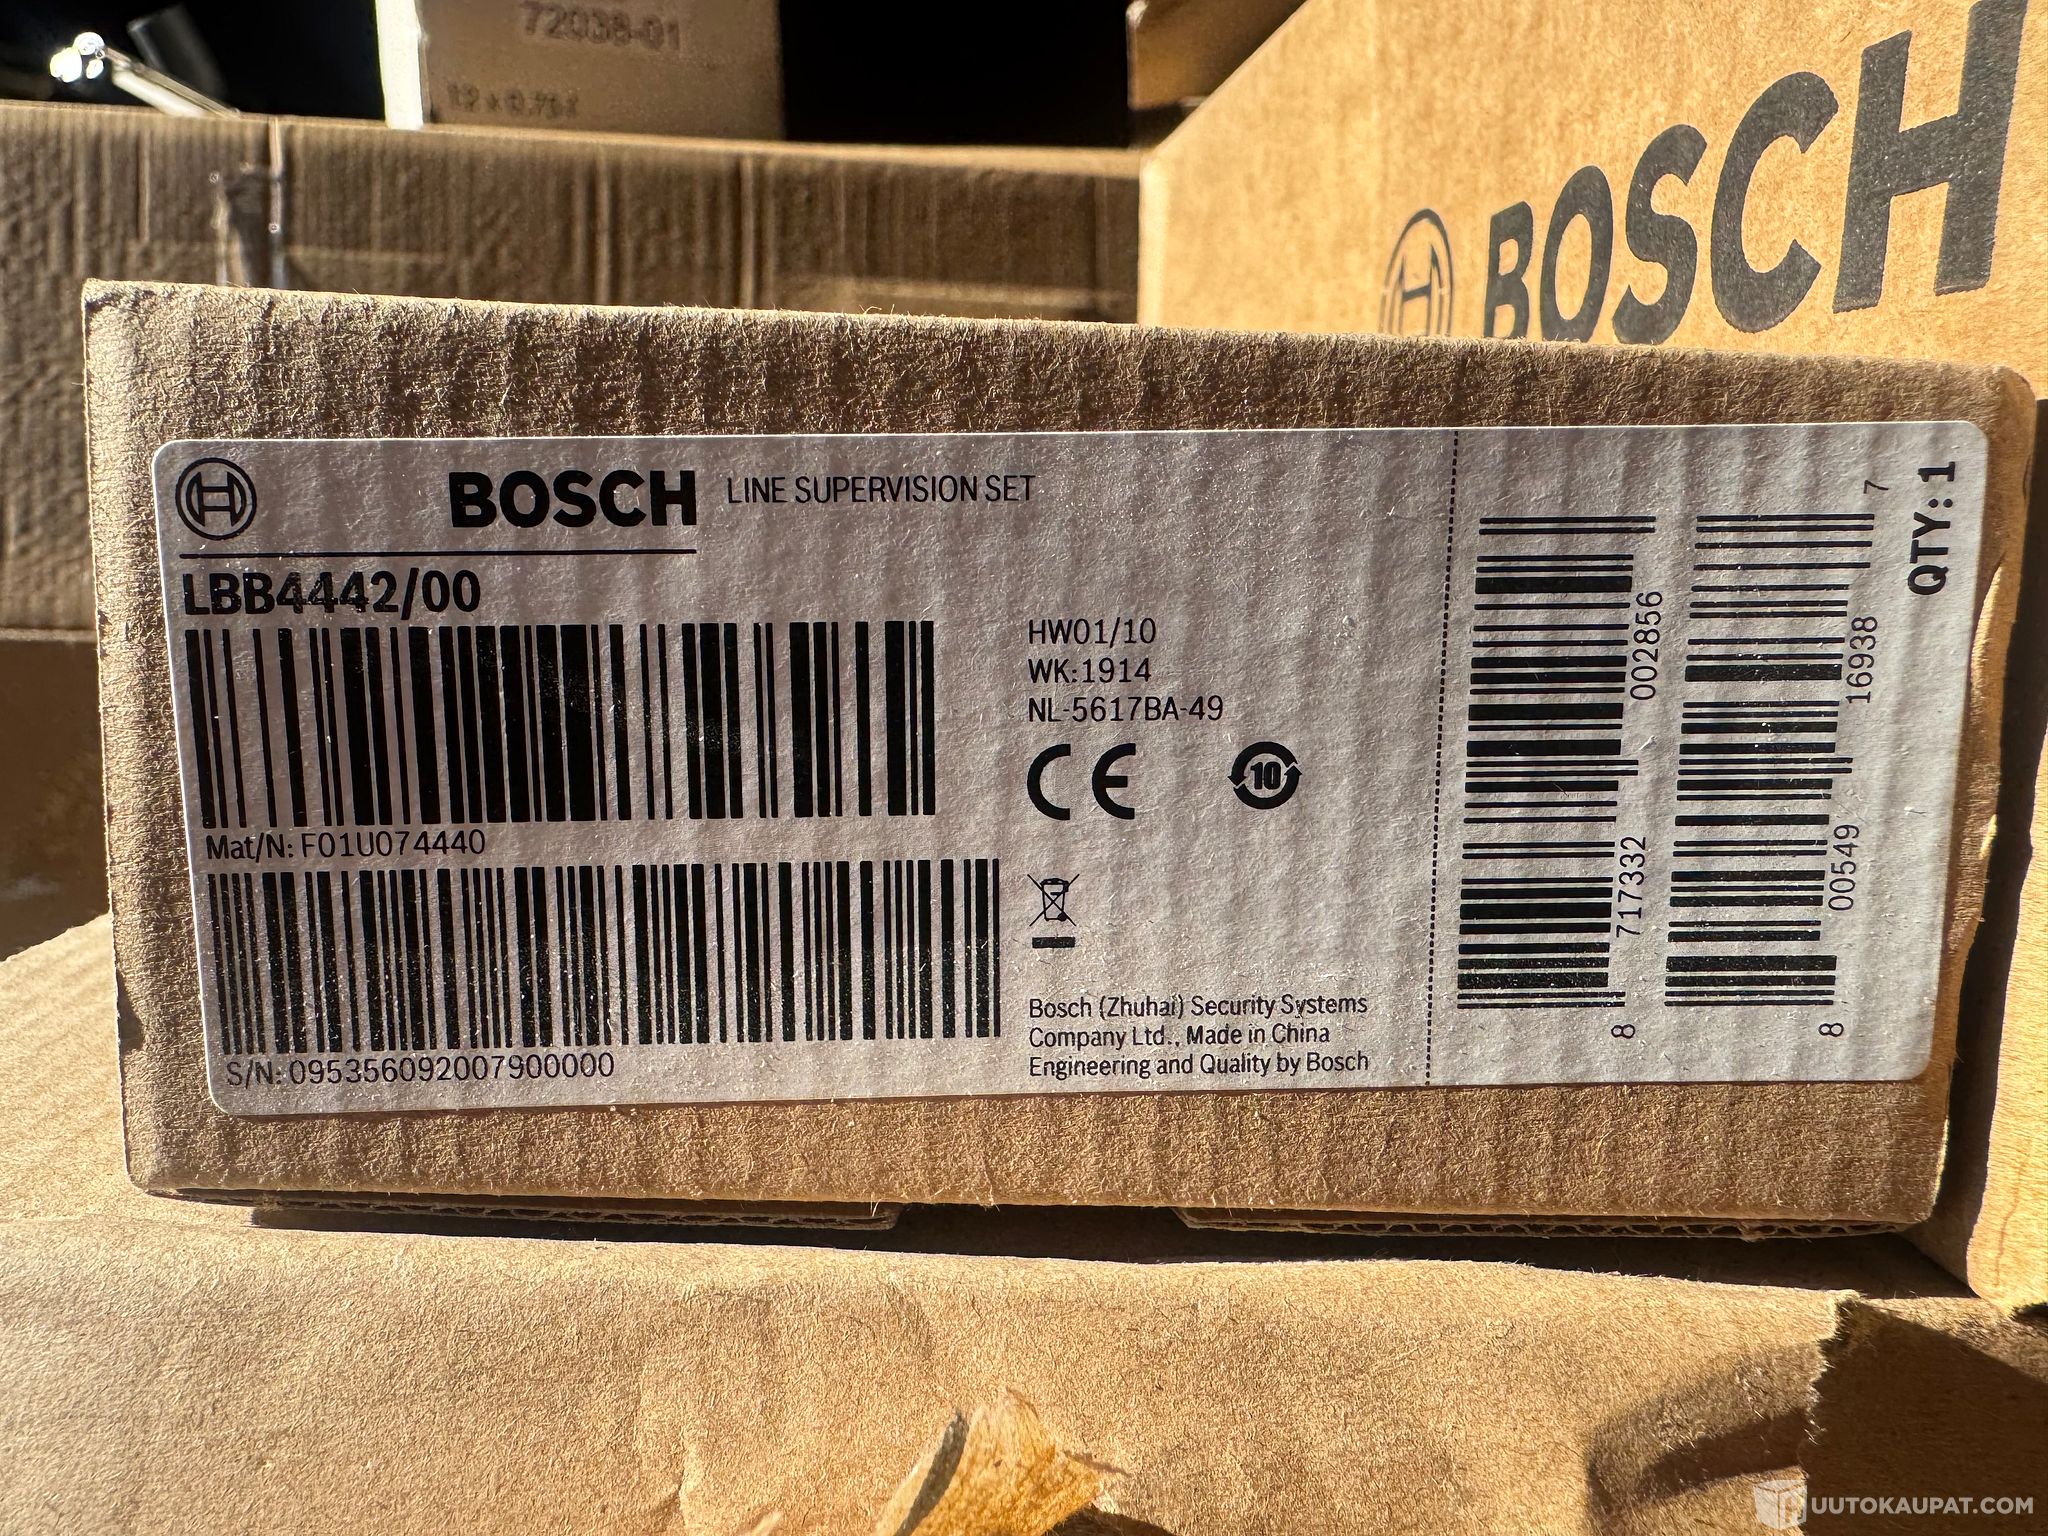 72038-01
BOSCH
BOSCH LINE SUPERVISION SET
LBB4442/00
Mat/N: F01U074440
S/N: 095356092007900000
HW01/10
WK:1914
NL-5617BA-49
CE
10
Bosch (Zhuhai) Security Systems
Company Ltd., Made in China
Engineering and Quality by Bosch
8 717332 002856
8 00549 16938 7
QTY: 1
UUTOKAUPAT.COM